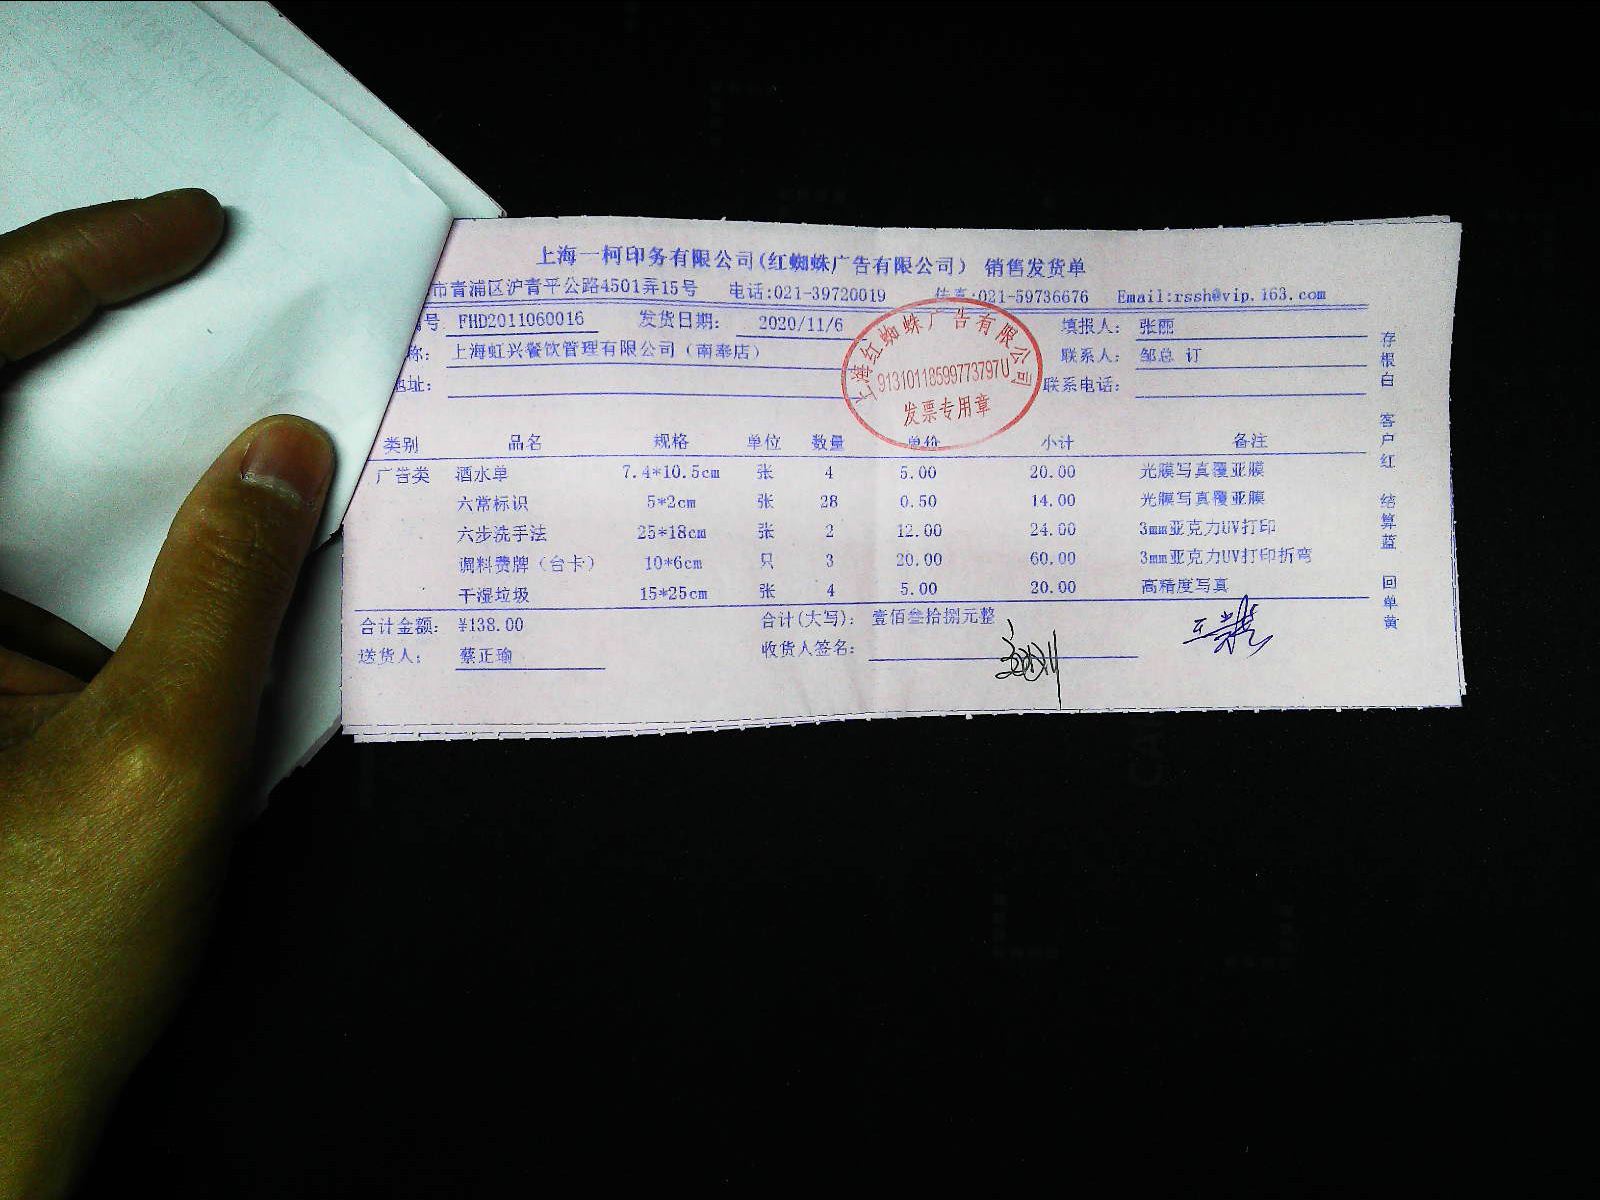 上海一柯印务有限公司(红蜘蛛广告有限公司) 销售发货单
市青浦区沪青平公路4501弄15号 电话:021-39720019 传真:021-59736676 Email:rssh@vip.163.com
编号 FHD2011060016 发货日期: 2020/11/6 填报人: 张丽
称: 上海虹兴餐饮管理有限公司(南奉店) 联系人: 邹总 订
地址: 联系电话:
上海红蜘蛛广告有限公司
91310118599773797U
发票专用章
类别 品名 规格 单位 数量 单价 小计 备注
广告类 酒水单 7.4*10.5cm 张 4 5.00 20.00 光膜写真覆亚膜
六常标识 5*2cm 张 28 0.50 14.00 光膜写真覆亚膜
六步洗手法 25*18cm 张 2 12.00 24.00 3mm亚克力UV打印
调料费牌(台卡) 10*6cm 只 3 20.00 60.00 3mm亚克力UV打印折弯
干湿垃圾 15*25cm 张 4 5.00 20.00 高精度写真
合计金额: ¥138.00 合计(大写): 壹佰叁拾捌元整
送货人: 蔡正瑜 收货人签名:
存根白 客户红 结算蓝 回单黄